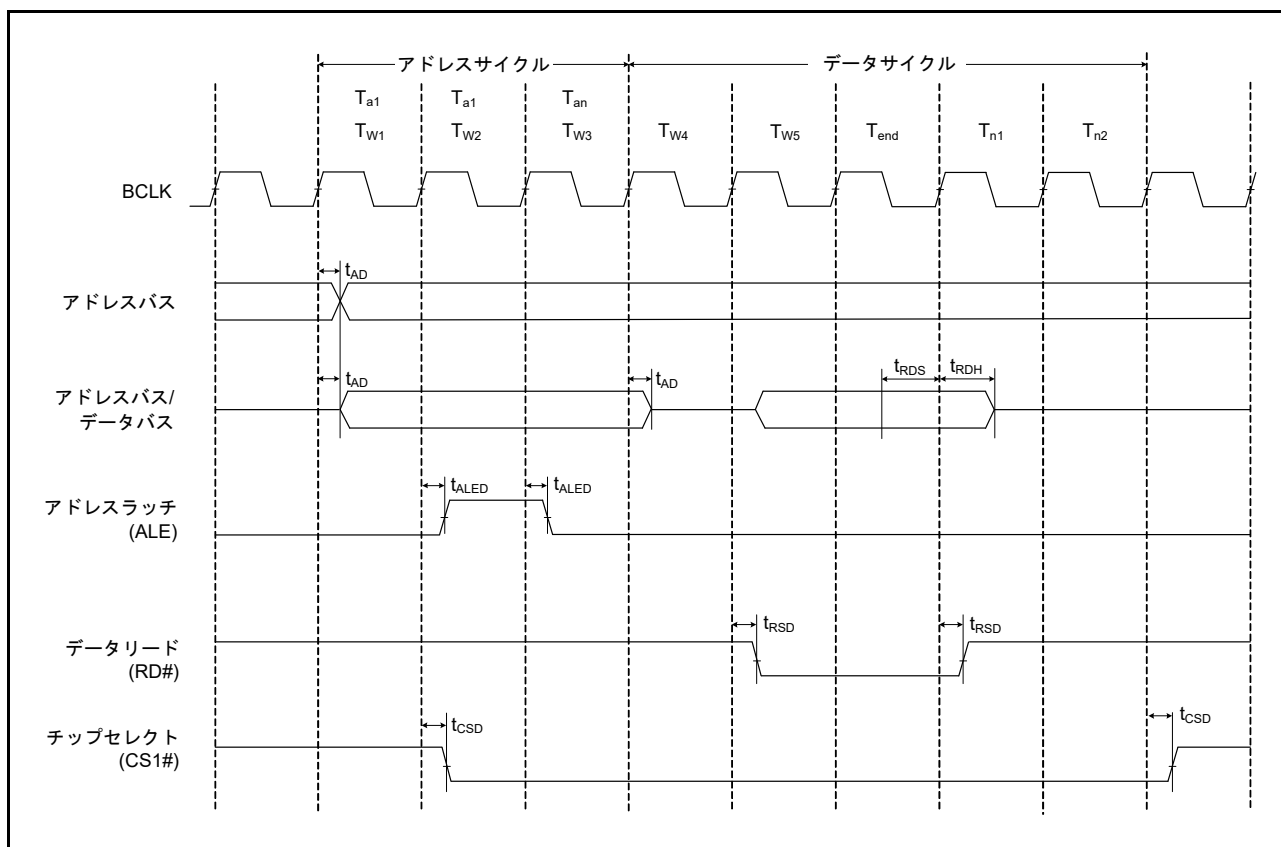 アドレスサイクル データサイクル
Ta1 Ta1 Tan
TW1 TW2 TW3 TW4 TW5 Tend Tn1 Tn2
BCLK
tAD
アドレスバス
tAD tAD tRDS tRDH
アドレスバス/
データバス
tALED tALED
アドレスラッチ
(ALE)
tRSD tRSD
データリード
(RD#)
tCSD tCSD
チップセレクト
(CS1#)